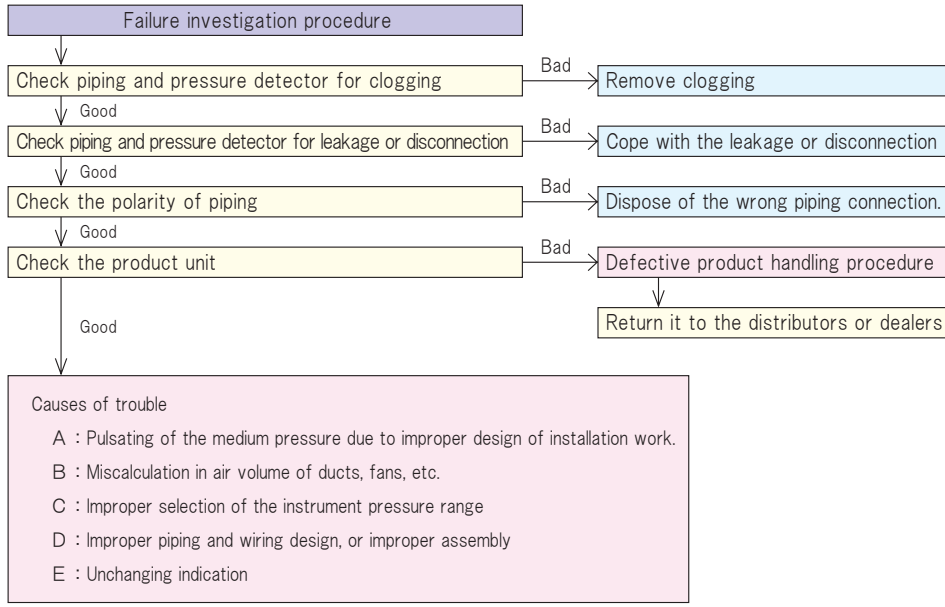 Failure investigation procedure
Check piping and pressure detector for clogging
Bad
Remove clogging
Good
Check piping and pressure detector for leakage or disconnection
Bad
Cope with the leakage or disconnection
Good
Check the polarity of piping
Bad
Dispose of the wrong piping connection.
Good
Check the product unit
Bad
Defective product handling procedure
Return it to the distributors or dealers
Good
Causes of trouble
A : Pulsating of the medium pressure due to improper design of installation work.
B : Miscalculation in air volume of ducts, fans, etc.
C : Improper selection of the instrument pressure range
D : Improper piping and wiring design, or improper assembly
E : Unchanging indication